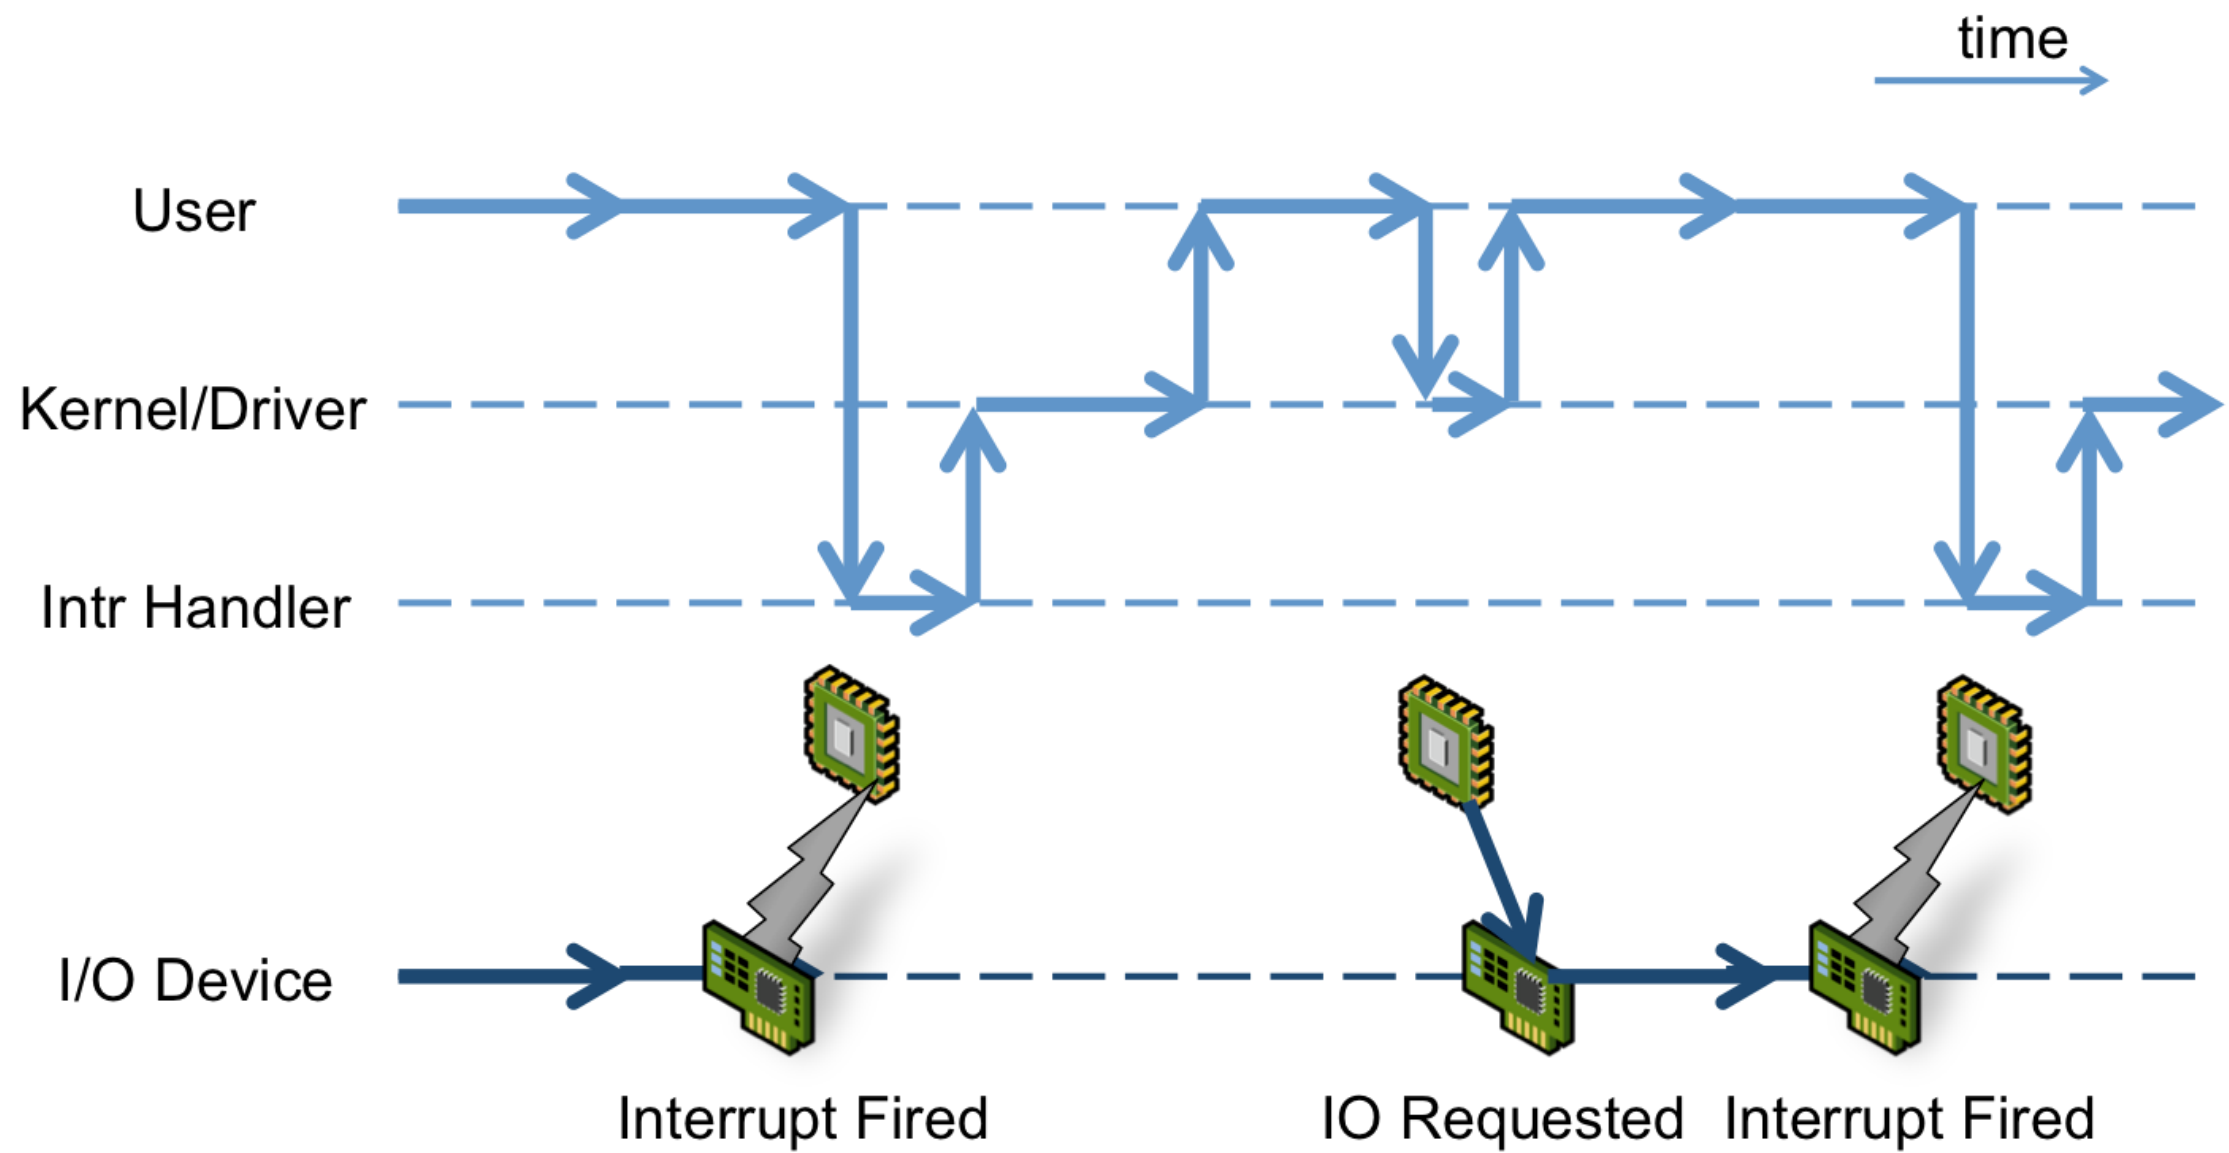 time
User
Kernel/Driver
Intr Handler
I/O Device
Interrupt Fired
IO Requested
Interrupt Fired